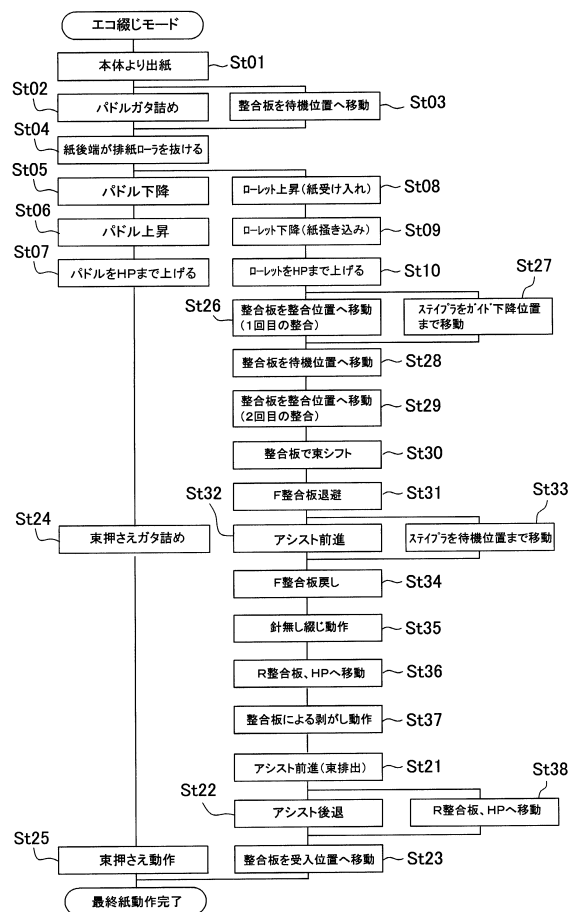 エコ綴じモード
本体より出紙
St01
St02
パドルガタ詰め
整合板を待機位置へ移動
St03
St04
紙後端が排紙ローラを抜ける
St05
パドル下降
ローレット上昇(紙受け入れ)
St08
St06
パドル上昇
ローレット下降(紙掻き込み)
St09
St07
パドルをHPまで上げる
ローレットをHPまで上げる
St10
St27
St26
整合板を整合位置へ移動
(1回目の整合)
ステイプラをガイド下降位置
まで移動
整合板を待機位置へ移動
St28
整合板を整合位置へ移動
(2回目の整合)
St29
整合板で束シフト
St30
St32
F整合板退避
St31
St33
St24
束押さえガタ詰め
アシスト前進
ステイプラを待機位置まで移動
F整合板戻し
St34
針無し綴じ動作
St35
R整合板、HPへ移動
St36
整合板による剥がし動作
St37
アシスト前進(束排出)
St21
St38
St22
アシスト後退
R整合板、HPへ移動
St25
束押さえ動作
整合板を受入位置へ移動
St23
最終紙動作完了